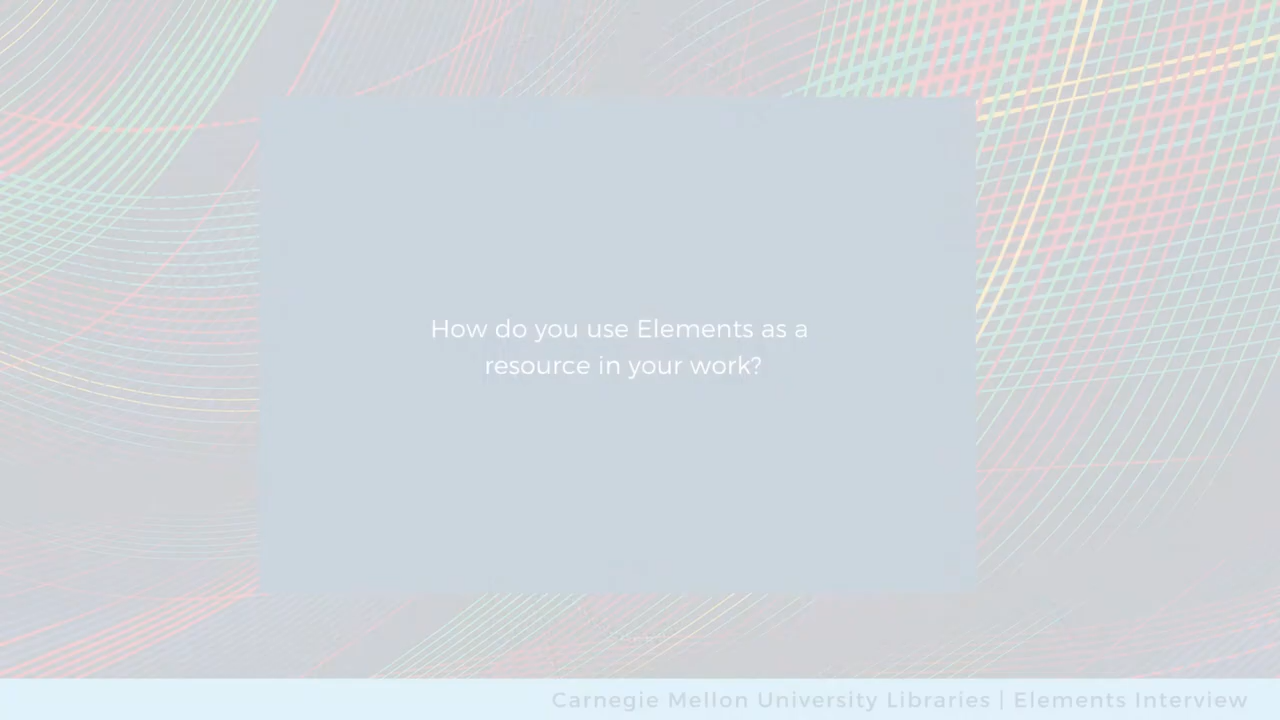 How do you use Elements as a
resource in your work?
Carnegie Mellon University Libraries | Elements Interview